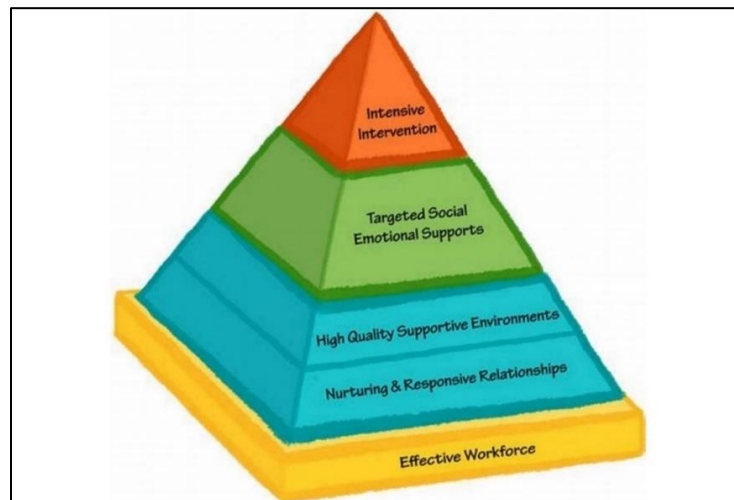 Intensive
Intervention
Targeted Social
Emotional Supports
High Quality Supportive Environments
Nurturing & Responsive Relationships
Effective Workforce